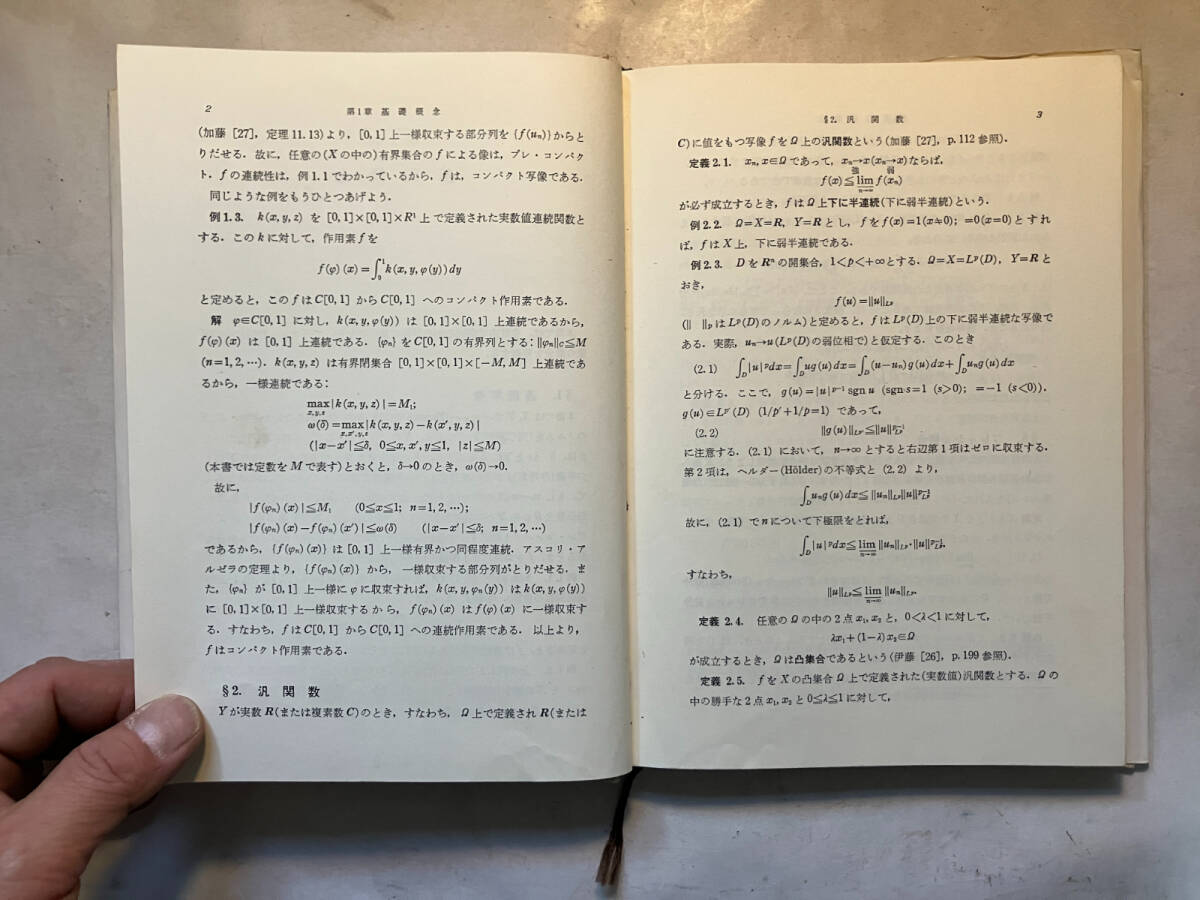 2
第1章 基礎概念
(加藤 [27], 定理 11.13)より, [0,1] 上一様収束する部分列を {f(uₙ)} からと
りだせる. 故に, 任意の(X の中の)有界集合の f による像は, プレ・コンパク
ト. f の連続性は, 例 1.1 でわかっているから, f は, コンパクト写像である.
同じような例をもうひとつあげよう.
例 1.3. k(x, y, z) を [0,1]×[0,1]×R¹ 上で定義された実数値連続関数と
する. この k に対して, 作用素 f を
f(φ)(x)=∫₀¹k(x, y, φ(y))dy
と定めると, この f は C[0,1] から C[0,1] へのコンパクト作用素である.
解 φ∈C[0,1] に対し, k(x, y, φ(y)) は [0,1]×[0,1] 上連続であるから,
f(φ)(x) は [0,1] 上連続である. {φₙ} を C[0,1] の有界列とする: ‖φₙ‖_C≦M
(n=1,2,…). k(x, y, z) は有界閉集合 [0,1]×[0,1]×[−M, M] 上連続であ
るから, 一様連続である:
max_{x,y,z}|k(x, y, z)|=M₁;
ω(δ)=max_{x,x',y,z}|k(x, y, z)−k(x', y, z)|
(|x−x'|≦δ, 0≦x, x', y≦1, |z|≦M)
(本書では定数を M で表す)とおくと, δ→0 のとき, ω(δ)→0.
故に,
|f(φₙ)(x)|≦M₁ (0≦x≦1; n=1,2,…);
|f(φₙ)(x)−f(φₙ)(x')|≦ω(δ) (|x−x'|≦δ; n=1,2,…)
であるから, {f(φₙ)(x)} は [0,1] 上一様有界かつ同程度連続. アスコリ・ア
ルゼラの定理より, {f(φₙ)(x)} から, 一様収束する部分列がとりだせる. ま
た, {φₙ} が [0,1] 上一様に φ に収束すれば, k(x, y, φₙ(y)) は k(x, y, φ(y))
に [0,1]×[0,1] 上一様収束するから, f(φₙ)(x) は f(φ)(x) に一様収束す
る. すなわち, f は C[0,1] から C[0,1] への連続作用素である. 以上より,
f はコンパクト作用素である.
§2. 汎関数
Y が実数 R(または複素数 C)のとき, すなわち, Ω 上で定義され R(または
§2. 汎関数
3
C)に値をもつ写像 f を Ω 上の汎関数という(加藤 [27], p.112 参照).
定義 2.1. xₙ, x∈Ω であって, xₙ→x(xₙ→x)ならば,
強 弱
f(x)≦lim_{n→∞} f(xₙ)
が必ず成立するとき, f は Ω 上下に半連続(下に弱半連続)という.
例 2.2. Ω=X=R, Y=R とし, f を f(x)=1(x≠0); =0(x=0) とすれ
ば, f は X 上, 下に弱半連続である.
例 2.3. D を Rⁿ の開集合, 1<p<+∞ とする. Ω=X=L^p(D), Y=R と
おき,
f(u)=‖u‖_{L^p}
(‖ ‖_p は L^p(D) のノルム)と定めると, f は L^p(D) 上の下に弱半連続な写像で
ある. 実際, uₙ→u(L^p(D) の弱位相で)と仮定する. このとき
(2.1) ∫_D|u|^p dx=∫_D ug(u)dx=∫_D(u−uₙ)g(u)dx+∫_D uₙg(u)dx
と分ける. ここで, g(u)=|u|^{p−1} sgn u (sgn s=1 (s>0); =−1 (s<0)).
g(u)∈L^{p'}(D) (1/p'+1/p=1) であって,
(2.2) ‖g(u)‖_{L^{p'}}≦‖u‖_{L^p}^{p−1}
に注意する. (2.1) において, n→∞ とすると右辺第 1 項はゼロに収束する.
第 2 項は, ヘルダー(Hölder)の不等式と (2.2) より,
∫_D uₙg(u)dx≦‖uₙ‖_{L^p}‖u‖_{L^p}^{p−1}
故に, (2.1) で n について下極限をとれば,
∫_D|u|^p dx≦lim_{n→∞}‖uₙ‖_{L^p}·‖u‖_{L^p}^{p−1},
すなわち,
‖u‖_{L^p}≦lim_{n→∞}‖uₙ‖_{L^p}.
定義 2.4. 任意の Ω の中の 2 点 x₁, x₂ と, 0<λ<1 に対して,
λx₁+(1−λ)x₂∈Ω
が成立するとき, Ω は凸集合であるという(伊藤 [26], p.199 参照).
定義 2.5. f を X の凸集合 Ω 上で定義された(実数値)汎関数とする. Ω の
中の勝手な 2 点 x₁, x₂ と 0≦λ≦1 に対して,